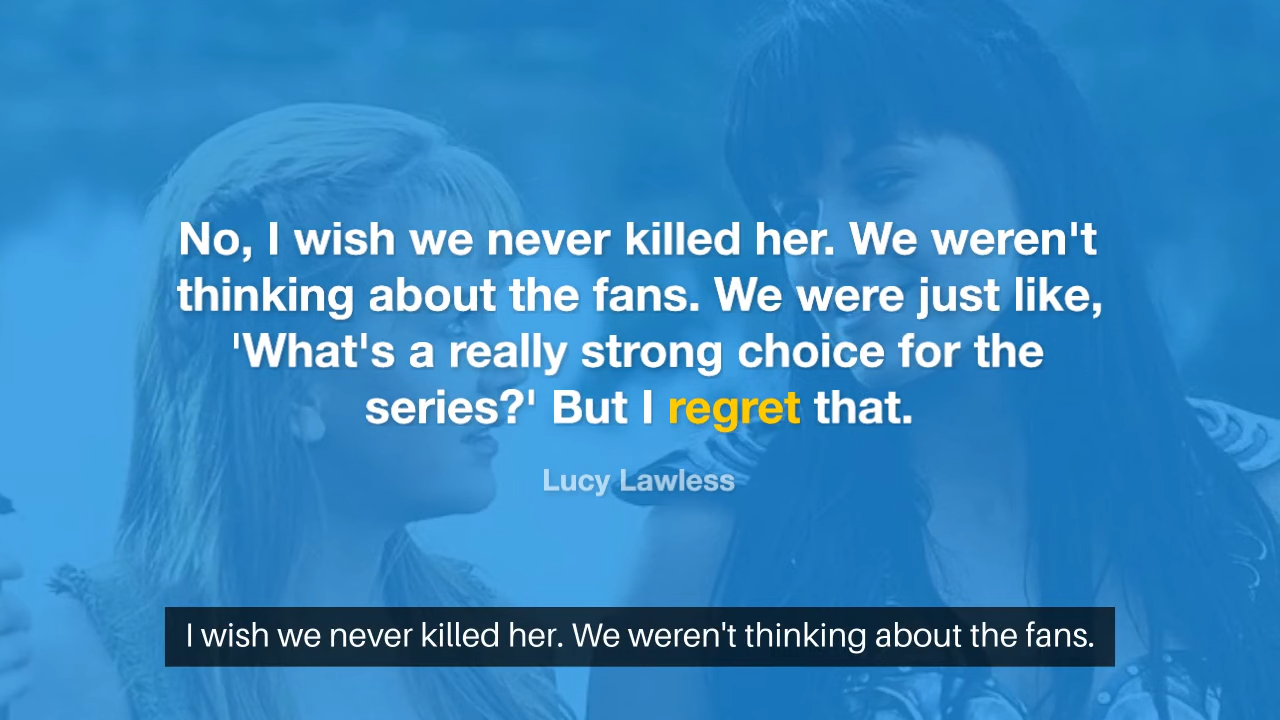 No, I wish we never killed her. We weren't
thinking about the fans. We were just like,
'What's a really strong choice for the
series?' But I regret that.
Lucy Lawless
I wish we never killed her. We weren't thinking about the fans.